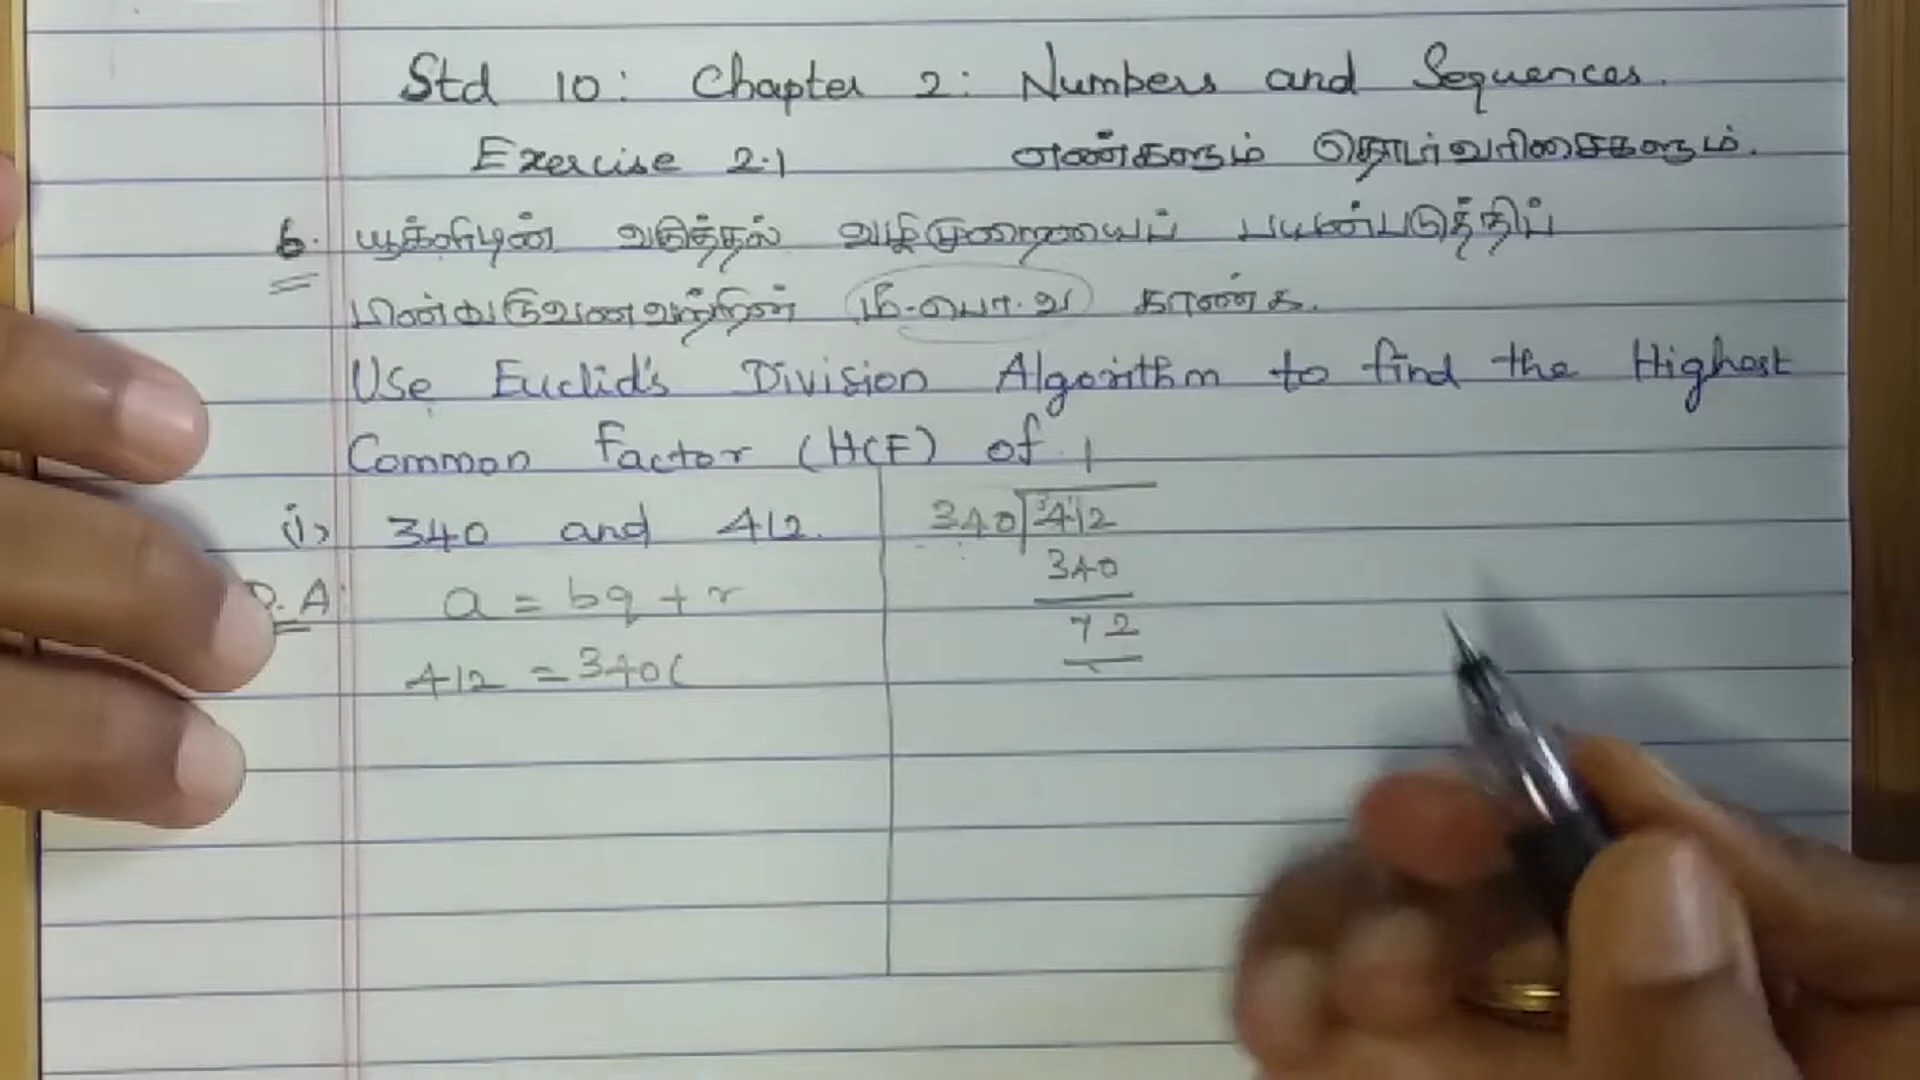 Std 10: Chapter 2: Numbers and Sequences.
Exercise 2.1 எண்களும் தொடர்வரிசைகளும்.
6. யூக்ளிடின் வகுத்தல் வழிமுறையைப் பயன்படுத்திப்
பின்வருவனவற்றின் மீ.பொ.வ காண்க.
Use Euclid's Division Algorithm to find the Highest
Common Factor (HCF) of
1
(i) 340 and 412. 340 412
340
D.A: a = bq + r
72
412 = 340(